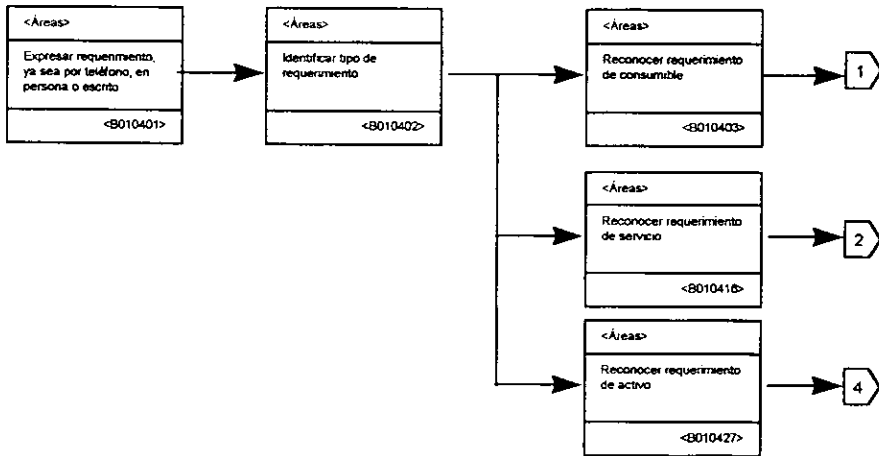 <Áreas>
Expresar requerimiento,
ya sea por teléfono, en
persona o escrito
<B010401>
<Áreas>
Identificar tipo de
requerimiento
<B010402>
<Áreas>
Reconocer requerimiento
de consumible
<B010403>
1
<Áreas>
Reconocer requerimiento
de servicio
<B010416>
2
<Áreas>
Reconocer requerimiento
de activo
<B010427>
4